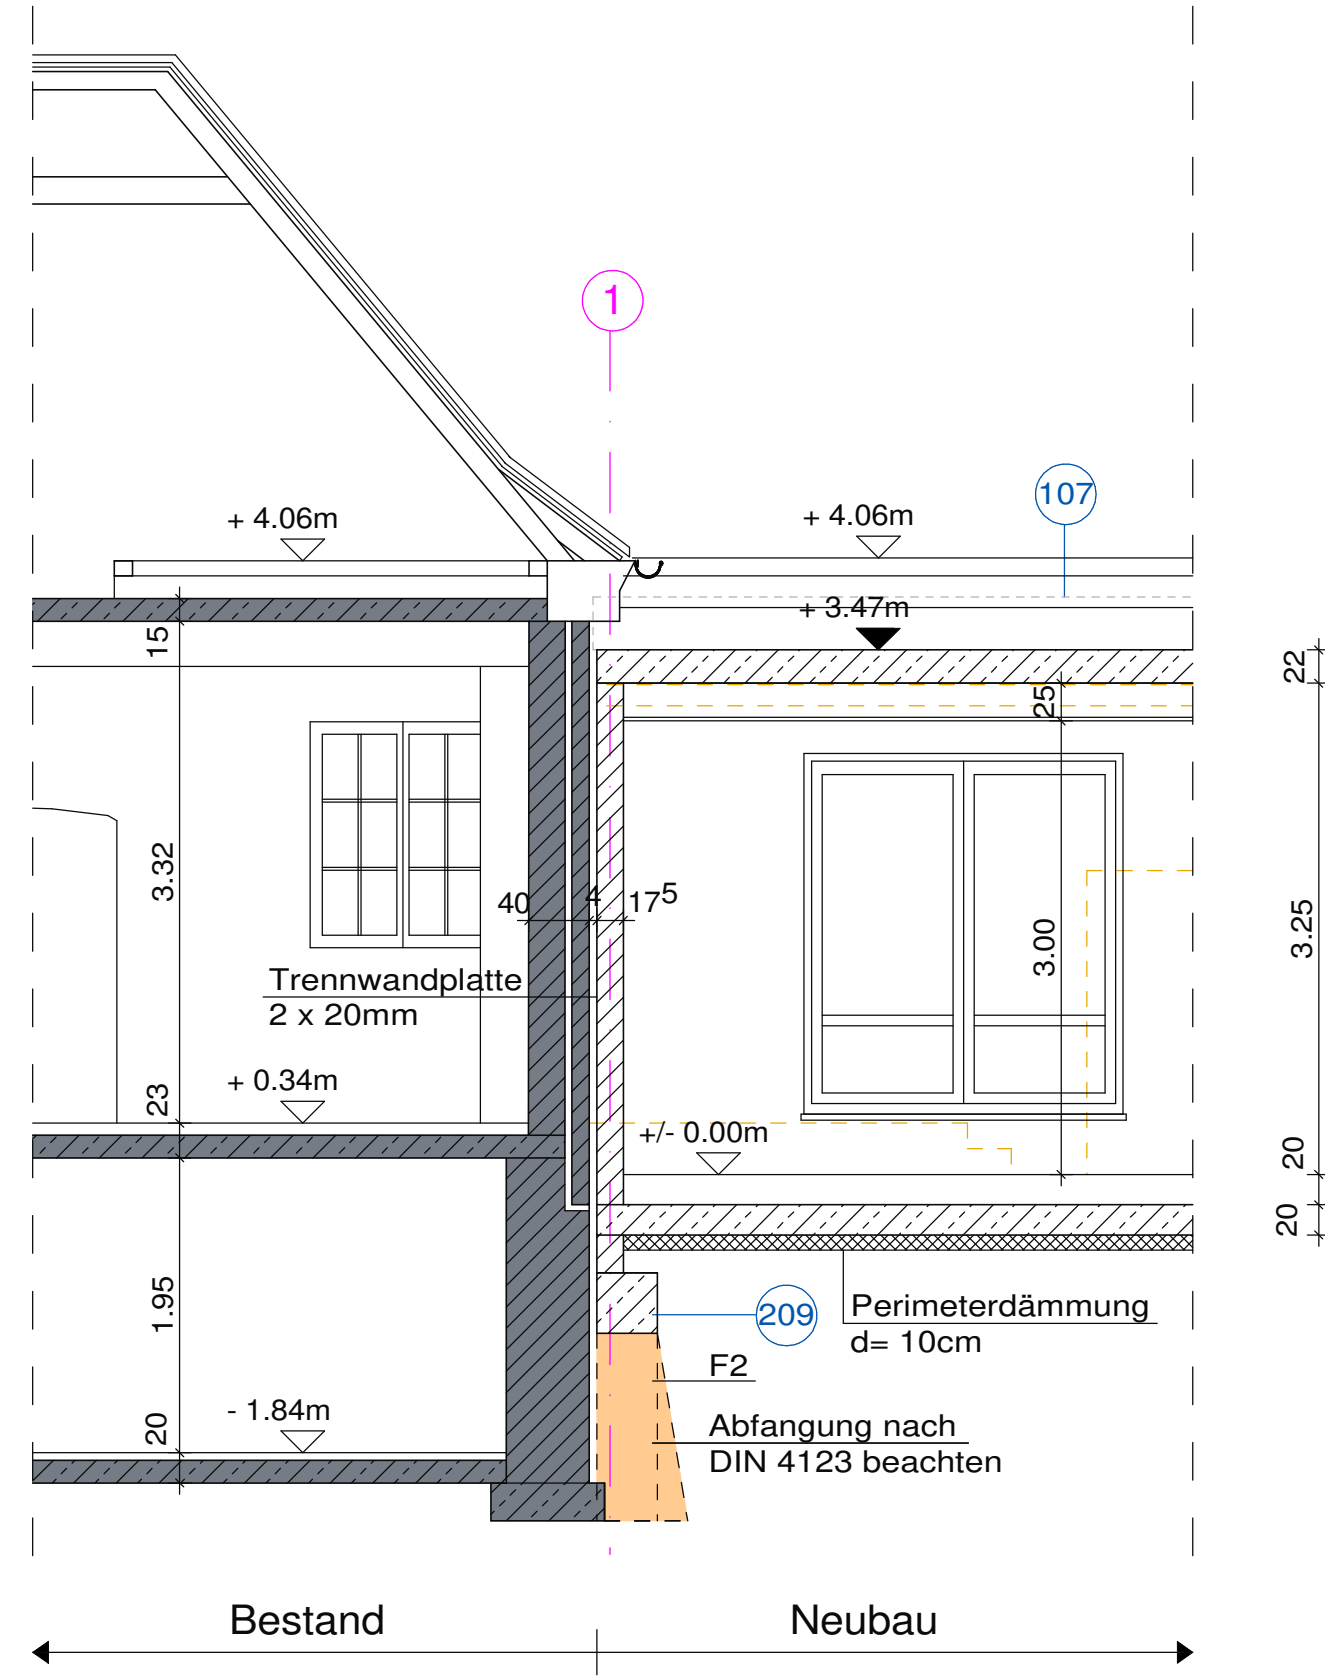 1
107
+ 4.06m
+ 4.06m
+ 3.47m
15
22
25
3.32
40
4
17⁵
3.00
3.25
Trennwandplatte
2 x 20mm
23
+ 0.34m
+/- 0.00m
20
20
1.95
209
Perimeterdämmung
d= 10cm
F2
20
- 1.84m
Abfangung nach
DIN 4123 beachten
Bestand
Neubau